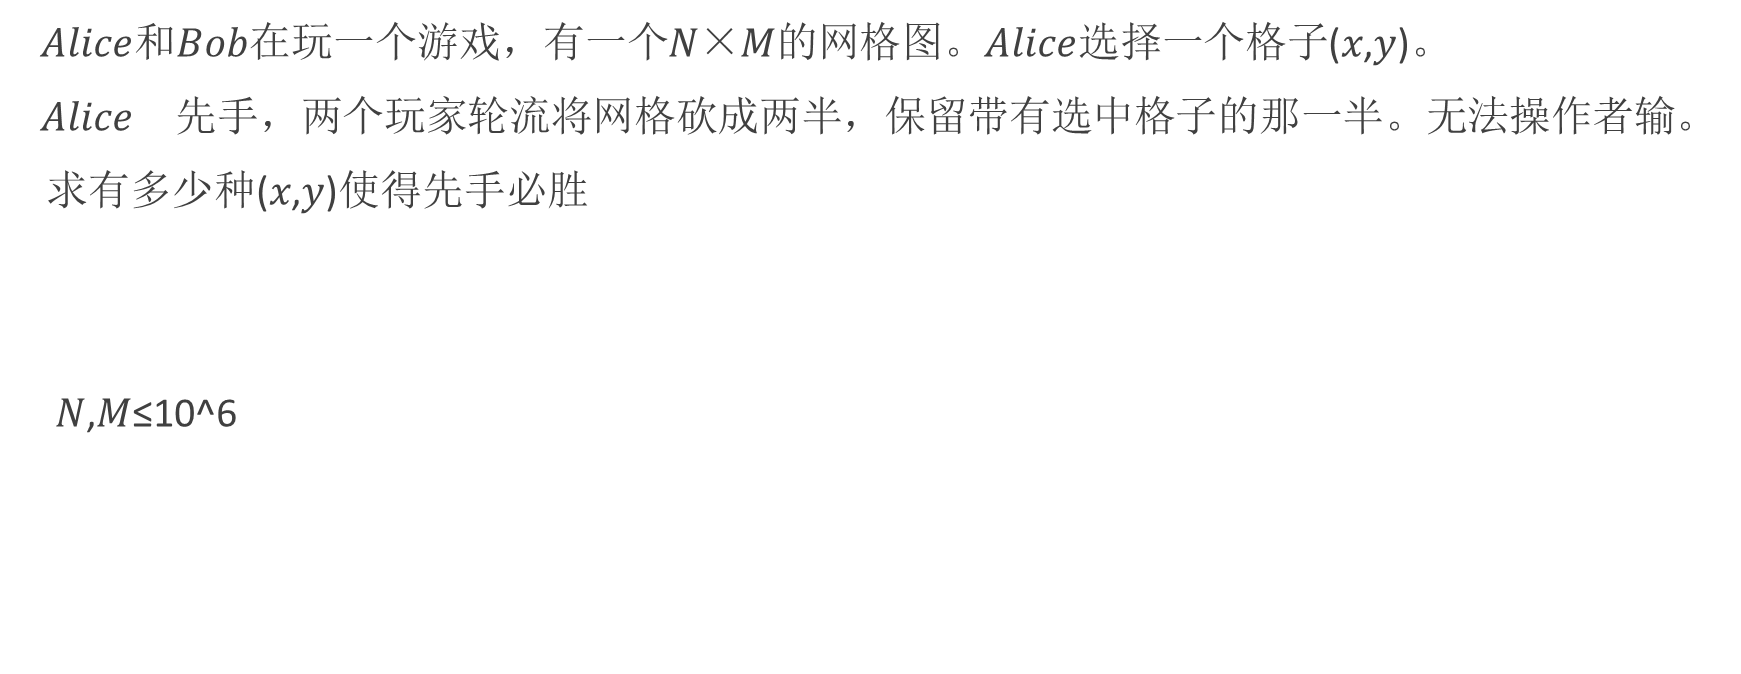 Alice和Bob在玩一个游戏，有一个N×M的网格图。Alice选择一个格子(x,y)。
Alice 先手，两个玩家轮流将网格砍成两半，保留带有选中格子的那一半。无法操作者输。
求有多少种(x,y)使得先手必胜
N,M≤10^6